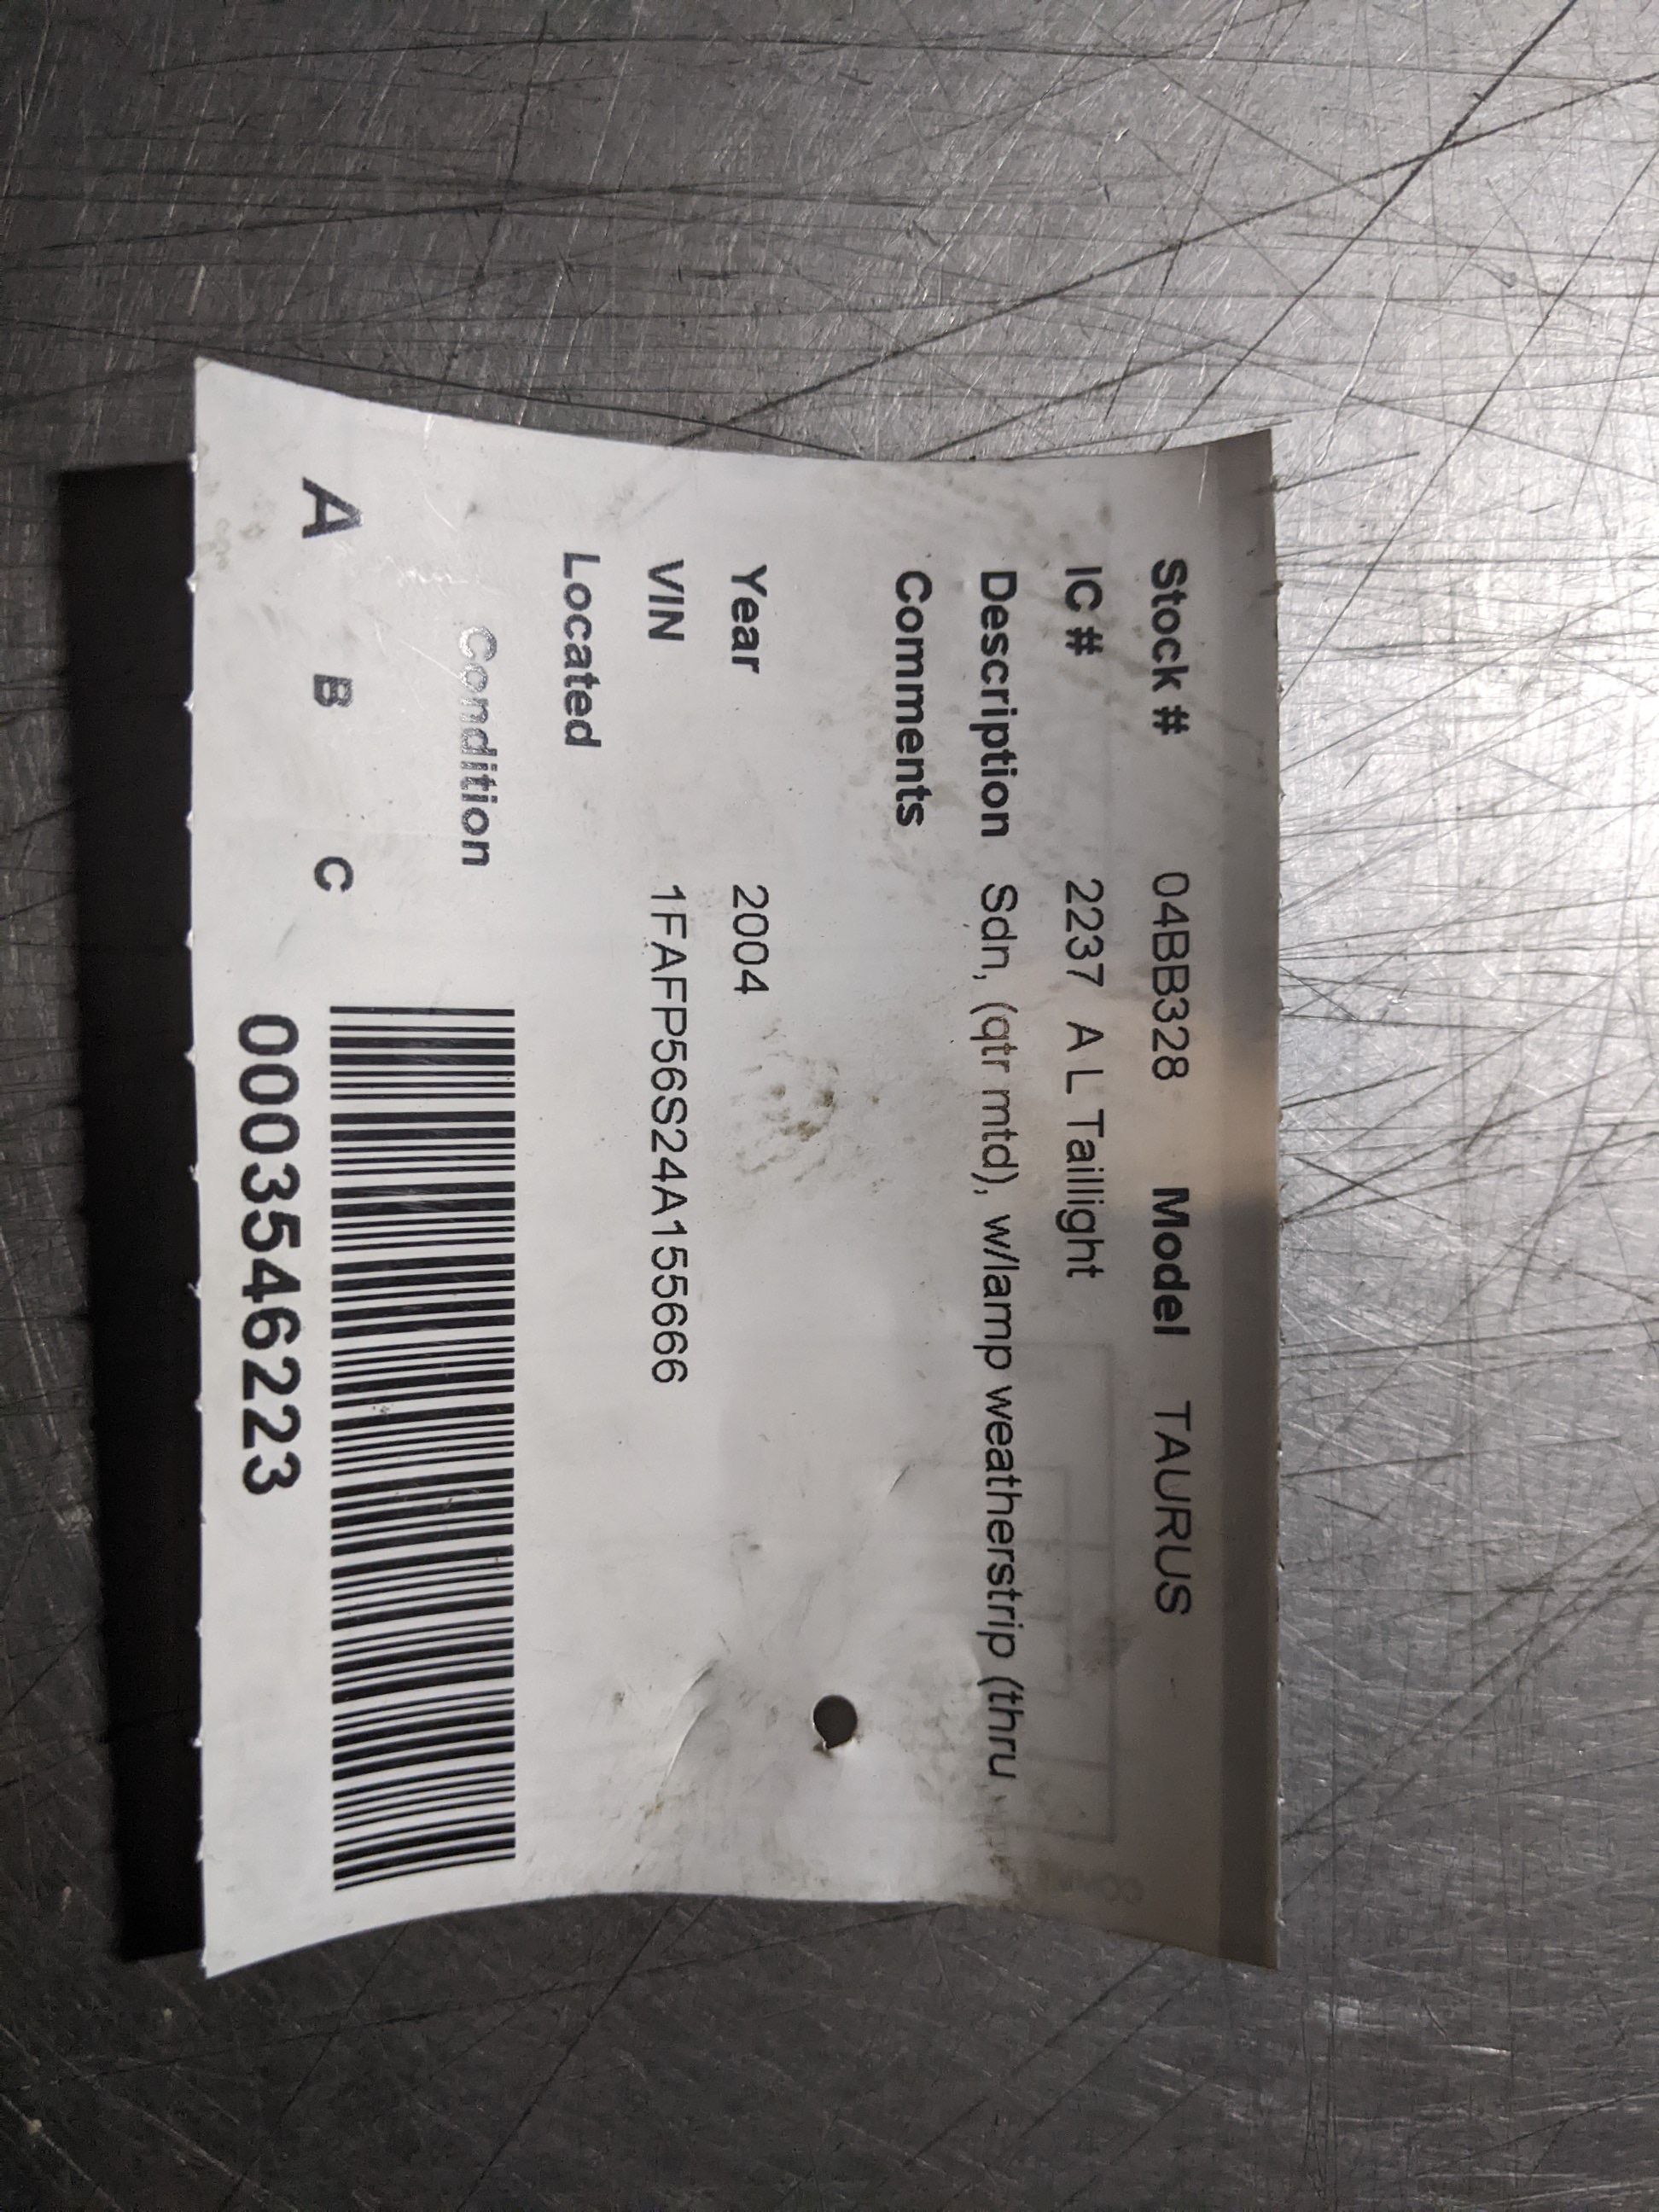 Stock # 04BB328 Model TAURUS
IC # 2237 A L Taillight
Description Sdn, (qtr mtd), w/lamp weatherstrip (thru
Comments
Year 2004
VIN 1FAFP56S24A155666
Located
Condition
A B C
0003546223